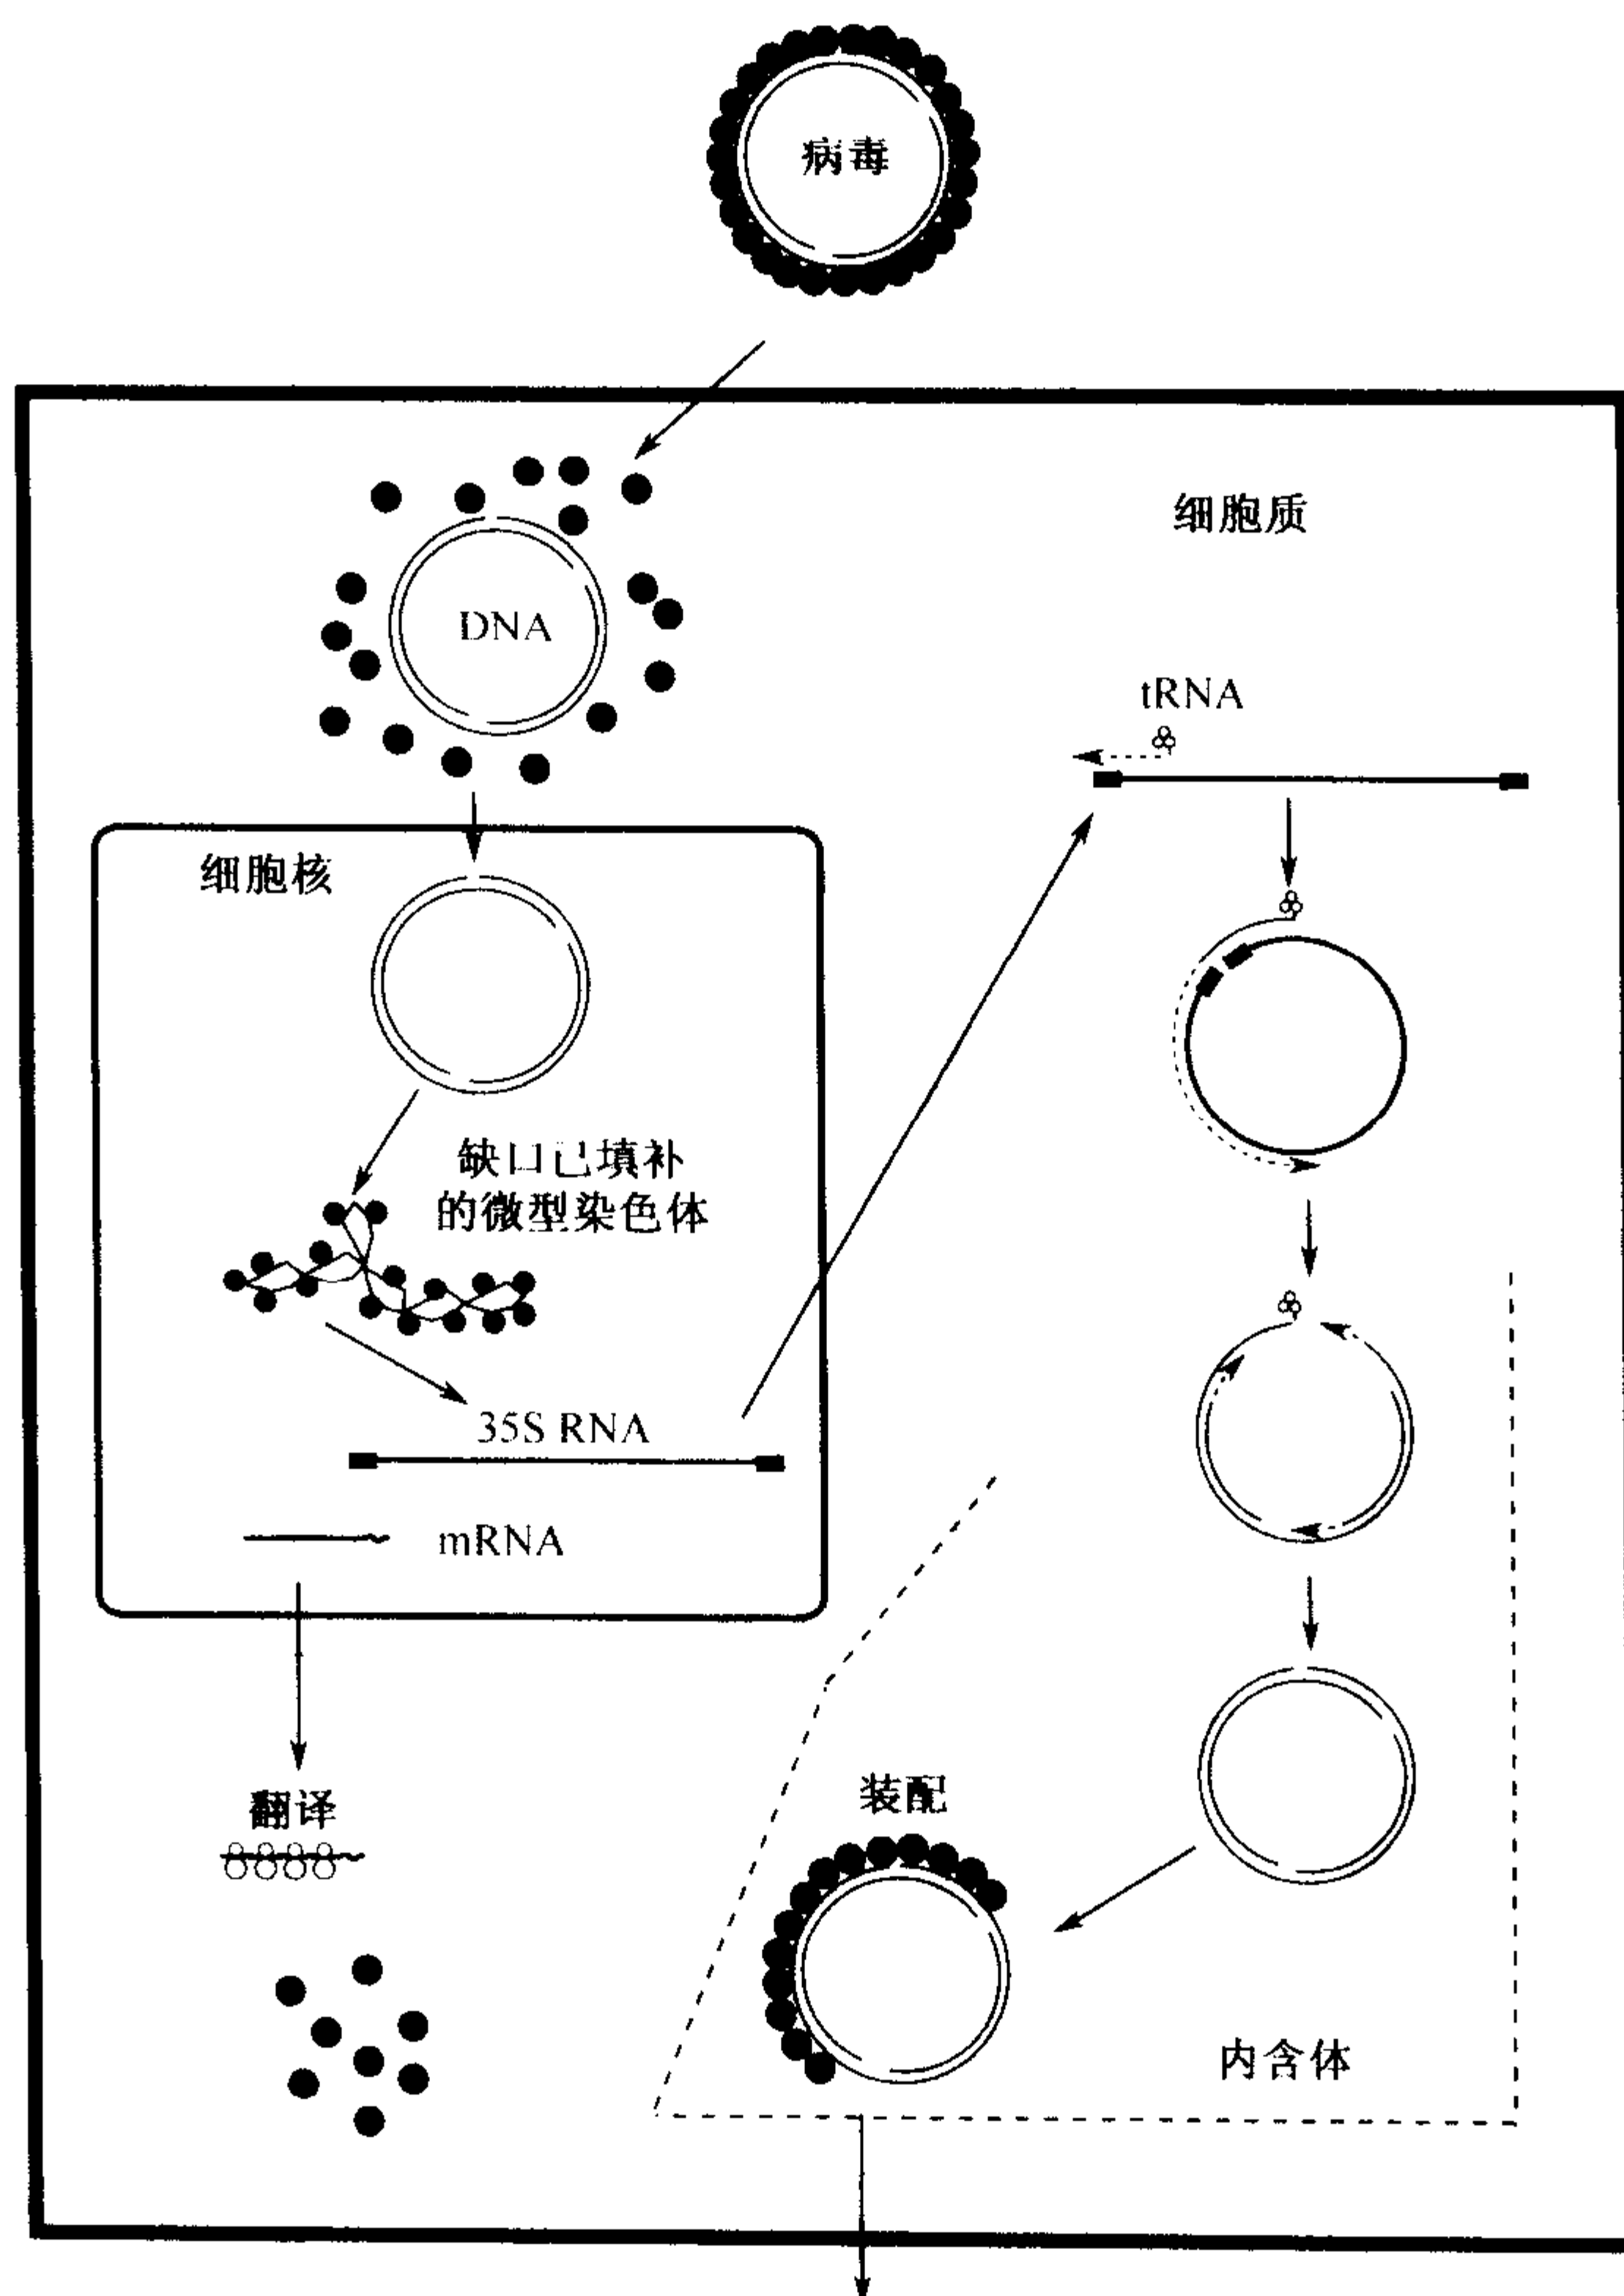 病毒
细胞质
DNA
tRNA
细胞核
缺口已填补
的微型染色体
35S RNA
mRNA
翻译
装配
内含体